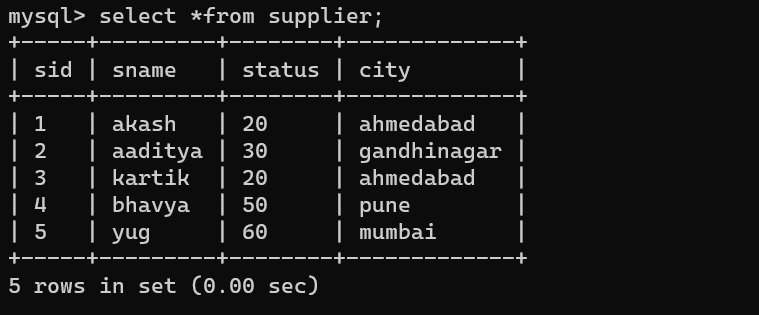 mysql> select *from supplier;
+-----+---------+--------+-------------+
| sid | sname   | status | city        |
+-----+---------+--------+-------------+
| 1   | akash   | 20     | ahmedabad   |
| 2   | aaditya | 30     | gandhinagar |
| 3   | kartik  | 20     | ahmedabad   |
| 4   | bhavya  | 50     | pune        |
| 5   | yug     | 60     | mumbai      |
+-----+---------+--------+-------------+
5 rows in set (0.00 sec)